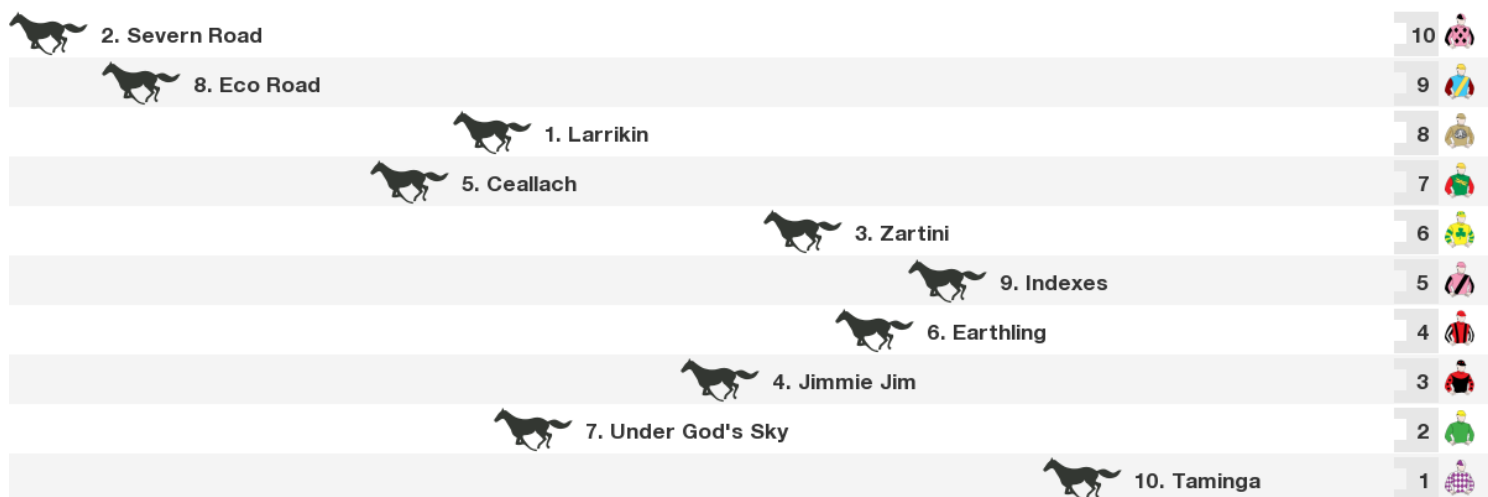 2. Severn Road 10
8. Eco Road 9
1. Larrikin 8
5. Ceallach 7
3. Zartini 6
9. Indexes 5
6. Earthling 4
4. Jimmie Jim 3
7. Under God's Sky 2
10. Taminga 1